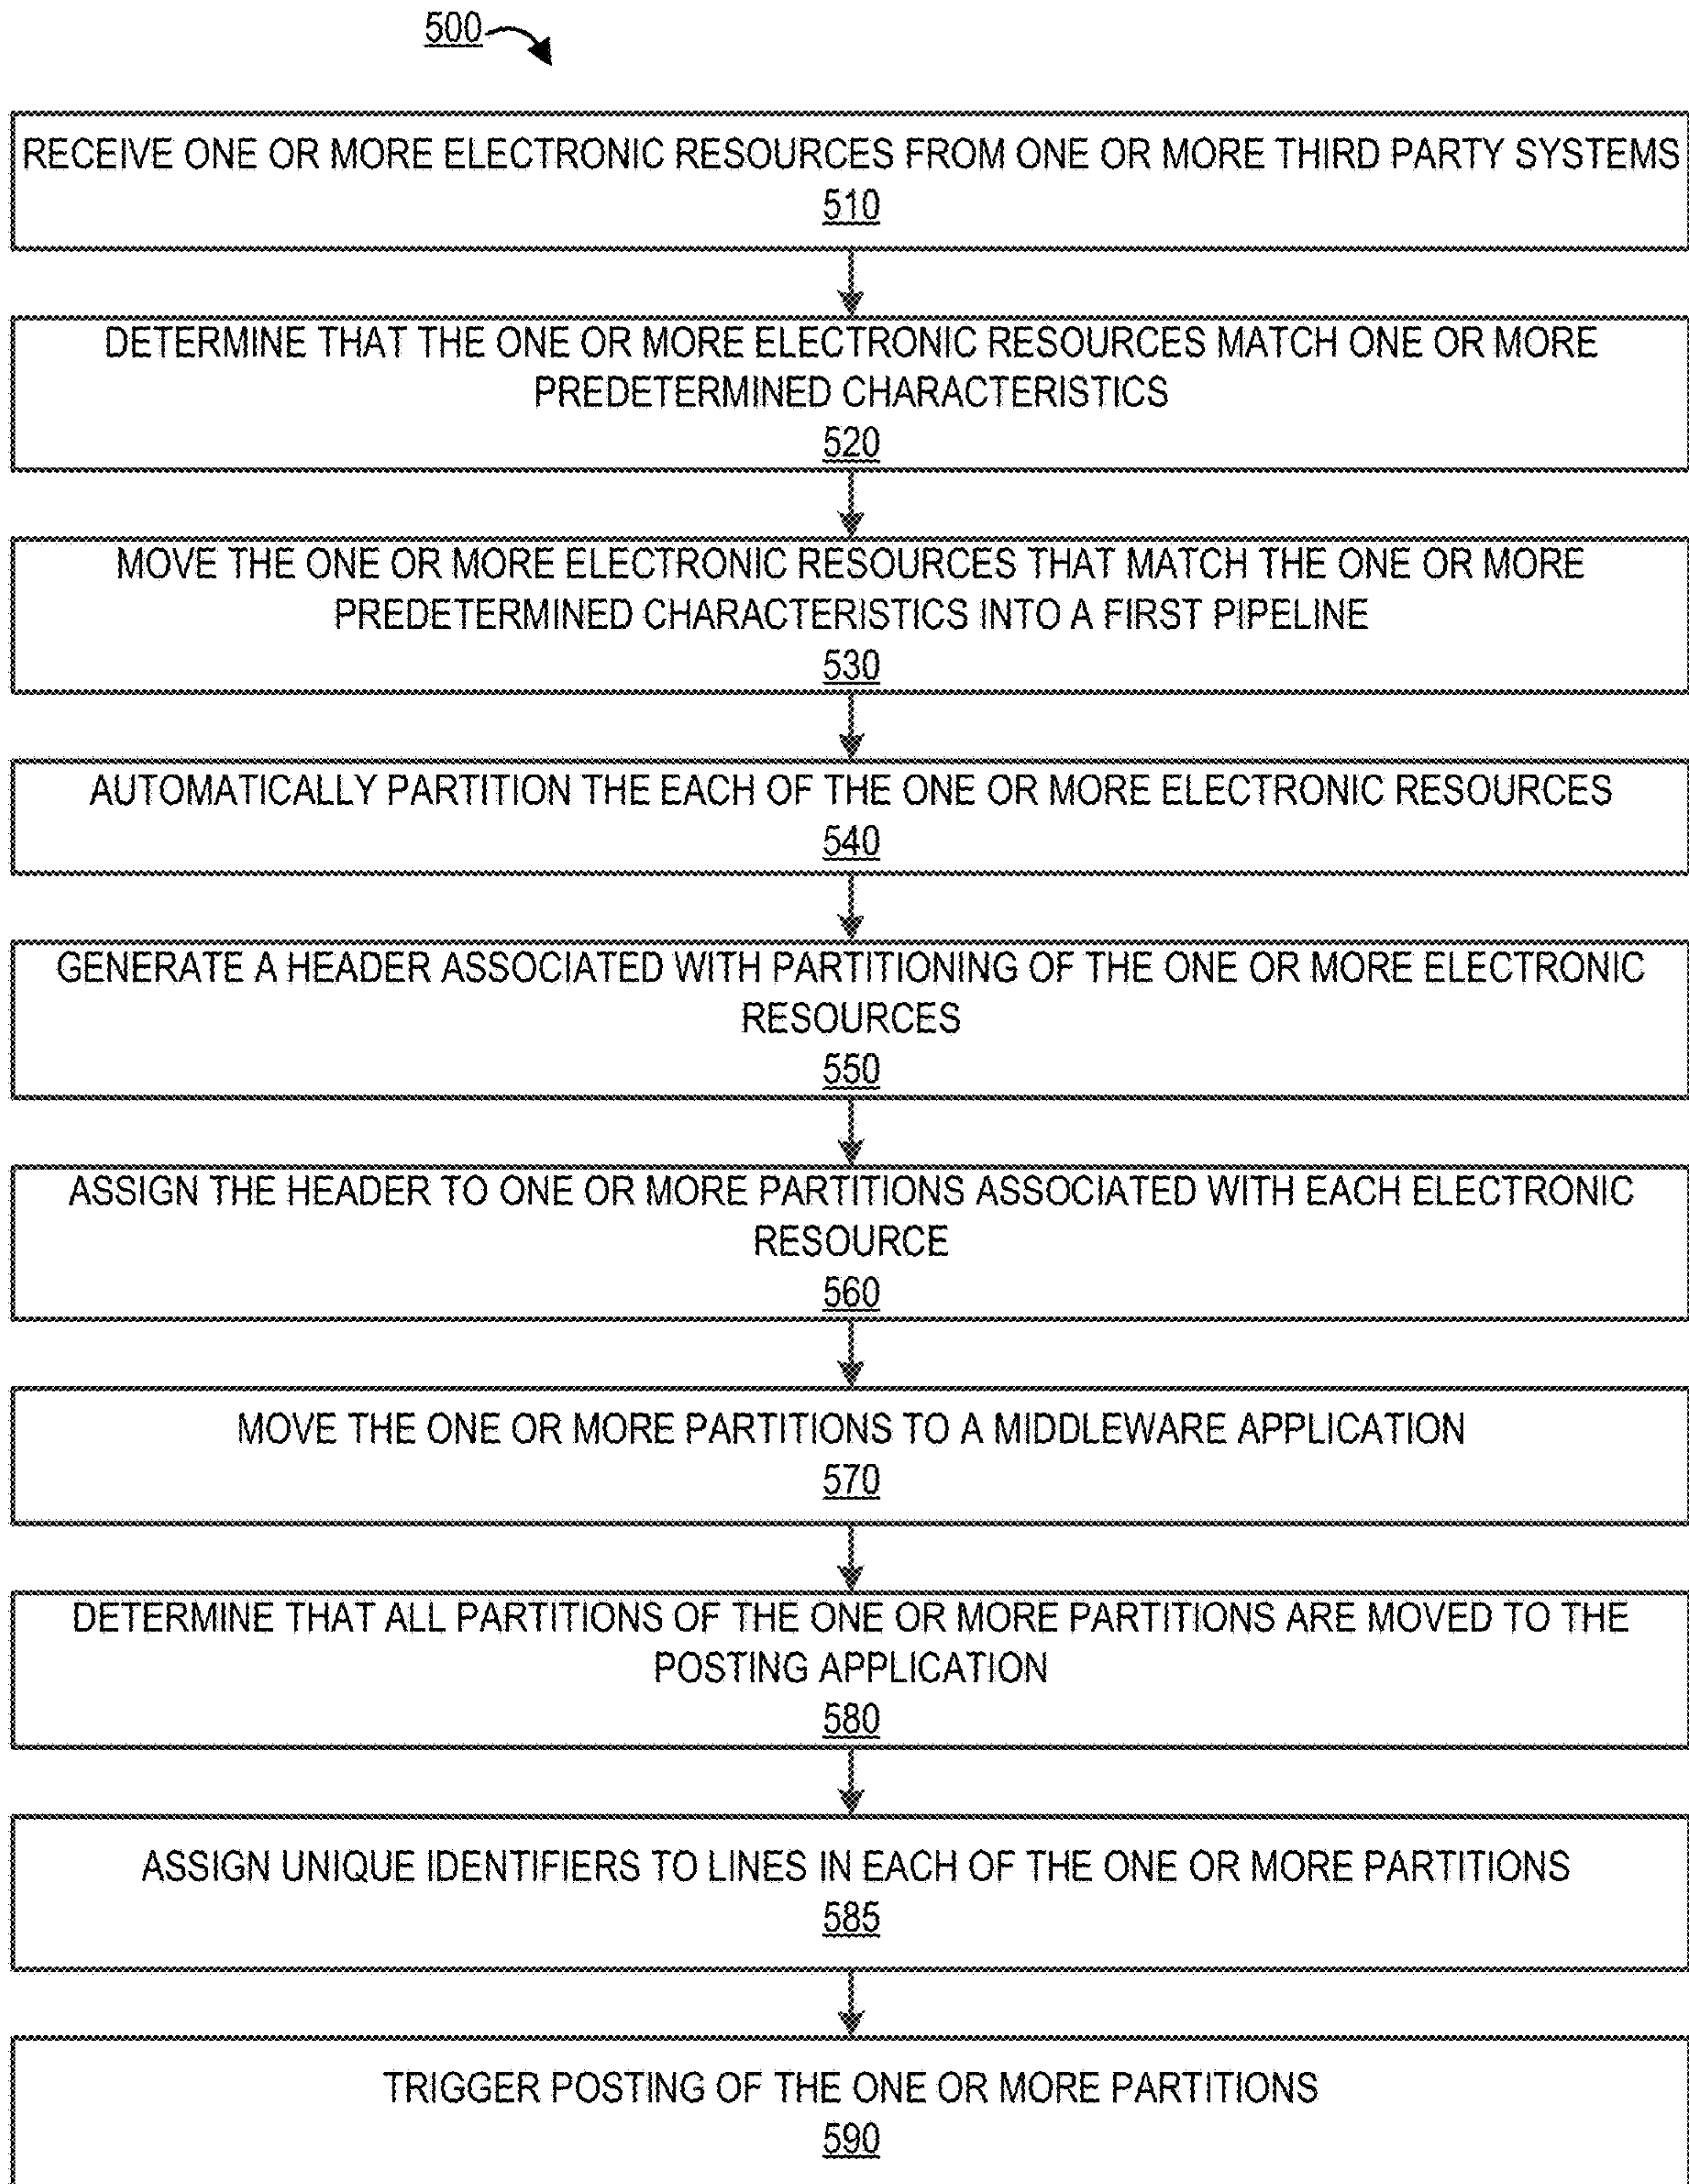 500
RECEIVE ONE OR MORE ELECTRONIC RESOURCES FROM ONE OR MORE THIRD PARTY SYSTEMS
510
DETERMINE THAT THE ONE OR MORE ELECTRONIC RESOURCES MATCH ONE OR MORE
PREDETERMINED CHARACTERISTICS
520
MOVE THE ONE OR MORE ELECTRONIC RESOURCES THAT MATCH THE ONE OR MORE
PREDETERMINED CHARACTERISTICS INTO A FIRST PIPELINE
530
AUTOMATICALLY PARTITION THE EACH OF THE ONE OR MORE ELECTRONIC RESOURCES
540
GENERATE A HEADER ASSOCIATED WITH PARTITIONING OF THE ONE OR MORE ELECTRONIC
RESOURCES
550
ASSIGN THE HEADER TO ONE OR MORE PARTITIONS ASSOCIATED WITH EACH ELECTRONIC
RESOURCE
560
MOVE THE ONE OR MORE PARTITIONS TO A MIDDLEWARE APPLICATION
570
DETERMINE THAT ALL PARTITIONS OF THE ONE OR MORE PARTITIONS ARE MOVED TO THE
POSTING APPLICATION
580
ASSIGN UNIQUE IDENTIFIERS TO LINES IN EACH OF THE ONE OR MORE PARTITIONS
585
TRIGGER POSTING OF THE ONE OR MORE PARTITIONS
590